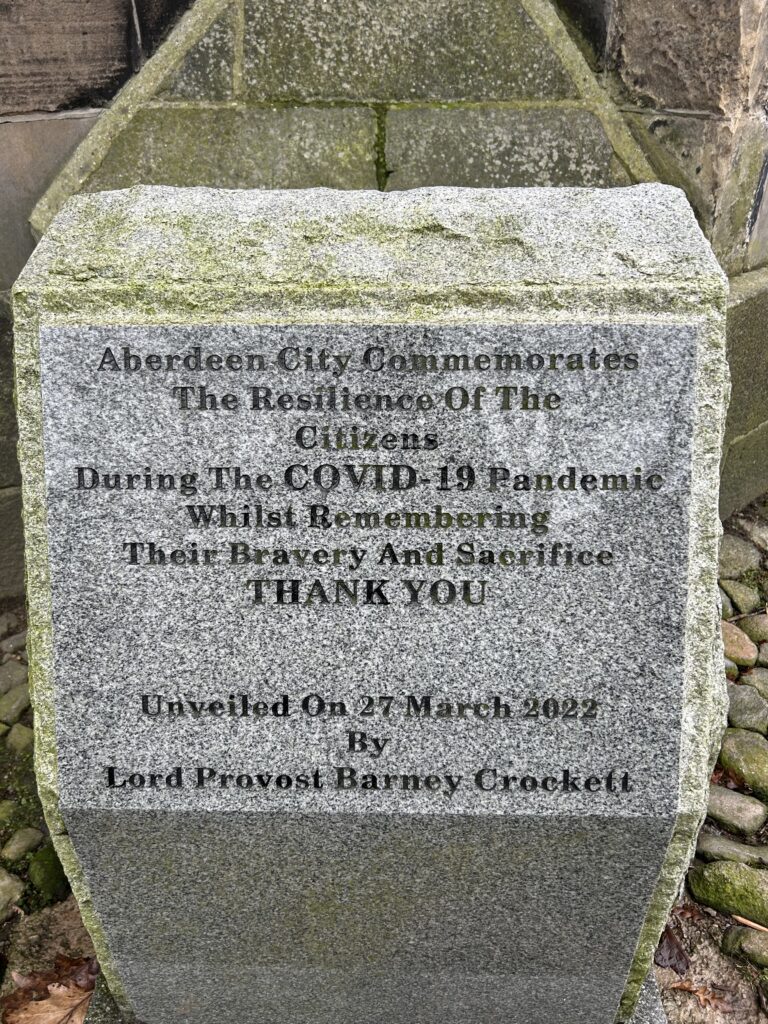 Aberdeen City Commemorates
The Resilience Of The
Citizens
During The COVID-19 Pandemic
Whilst Remembering
Their Bravery And Sacrifice
THANK YOU
Unveiled On 27 March 2022
By
Lord Provost Barney Crockett